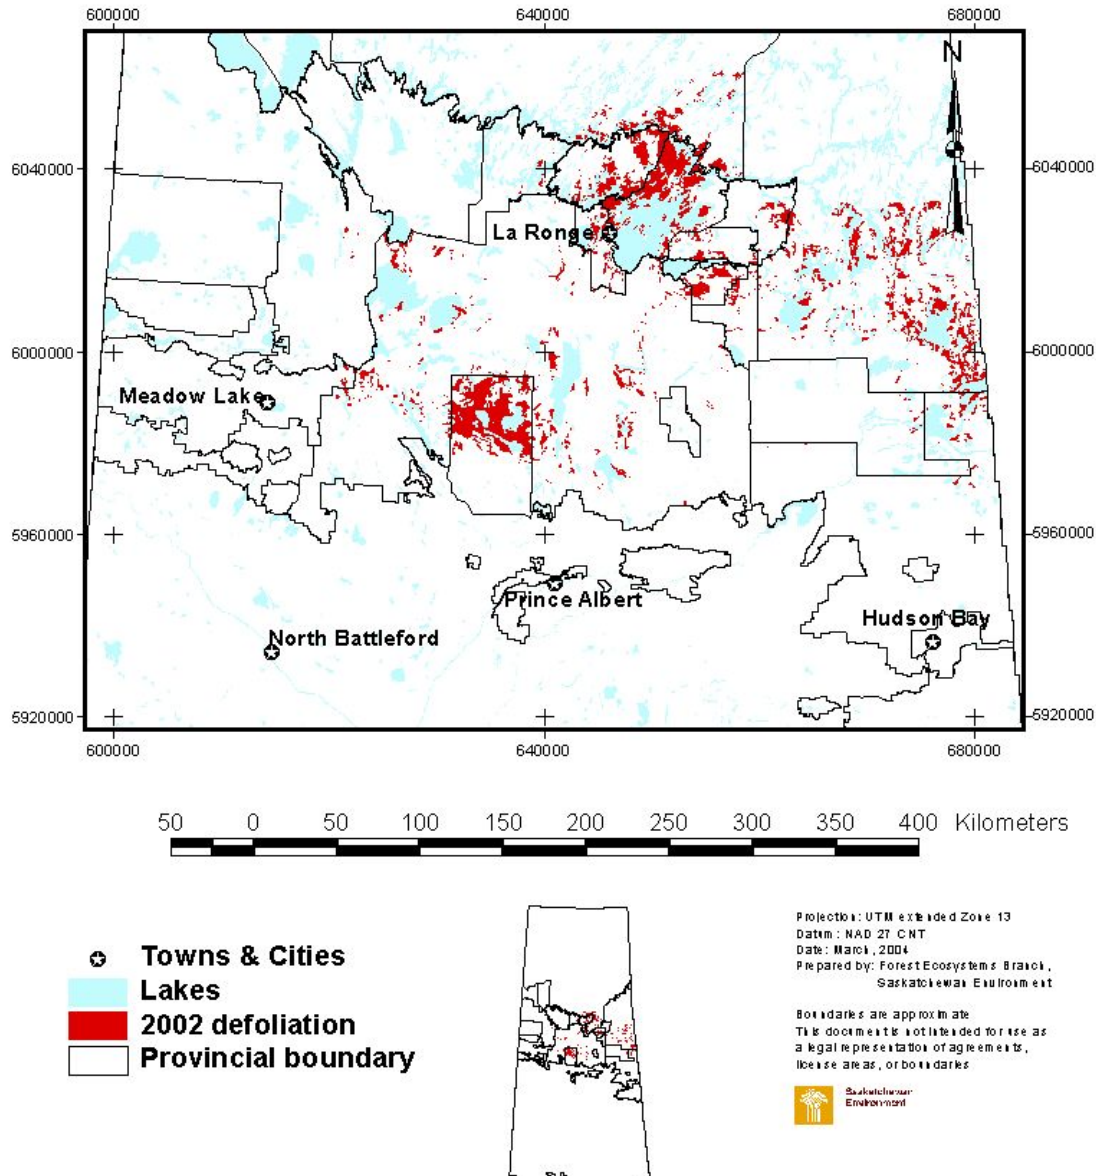 600000 640000 680000
N
6040000 6040000
La Ronge
6000000 6000000
Meadow Lake
5960000 5960000
Prince Albert
Hudson Bay
North Battleford
5920000 5920000
600000 640000 680000
50 0 50 100 150 200 250 300 350 400 Kilometers
Towns & Cities
Lakes
2002 defoliation
Provincial boundary
Projection: UTM extended Zone 13
Datum: NAD 27 CNT
Date: March, 2004
Prepared by: Forest Ecosystems Branch,
Saskatchewan Environment
Boundaries are approximate
This document is not intended for use as
a legal representation of agreements,
license areas, or boundaries
Saskatchewan
Environment